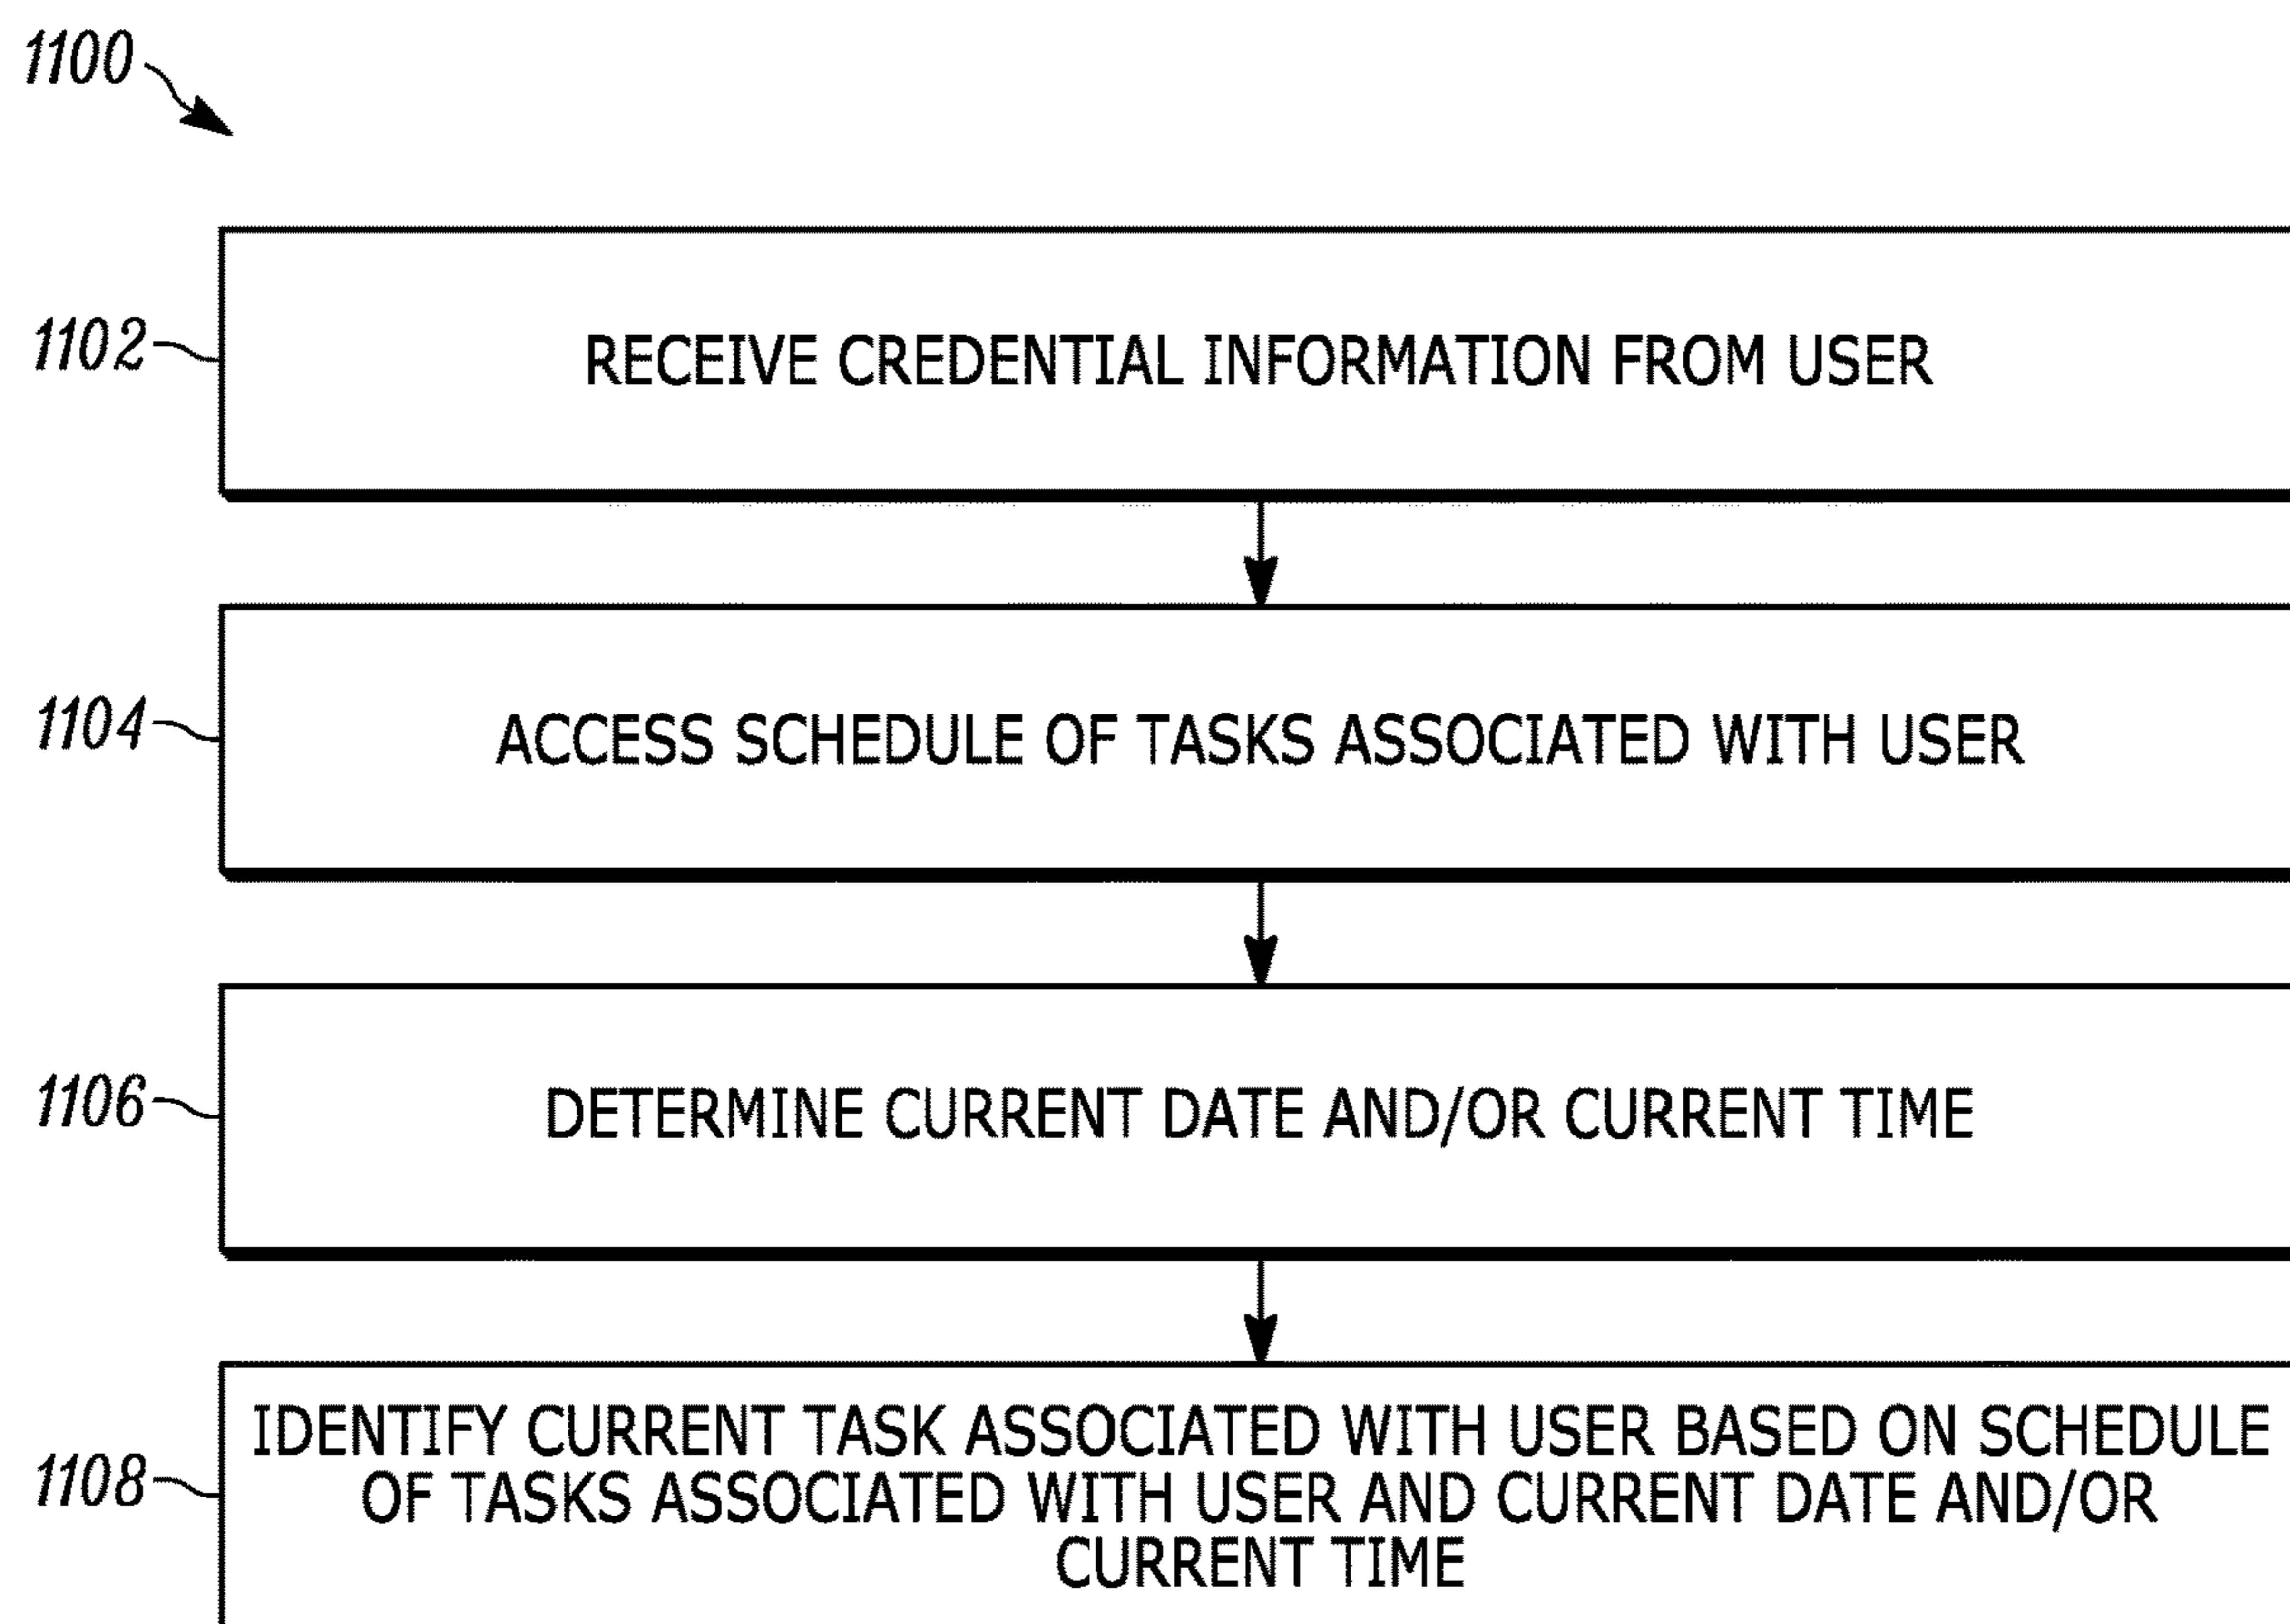 1100
1102
RECEIVE CREDENTIAL INFORMATION FROM USER
1104
ACCESS SCHEDULE OF TASKS ASSOCIATED WITH USER
1106
DETERMINE CURRENT DATE AND/OR CURRENT TIME
1108
IDENTIFY CURRENT TASK ASSOCIATED WITH USER BASED ON SCHEDULE
OF TASKS ASSOCIATED WITH USER AND CURRENT DATE AND/OR
CURRENT TIME